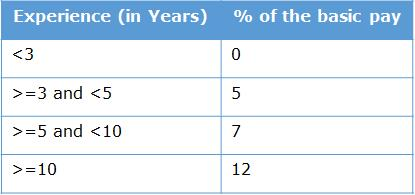 Experience (in Years) % of the basic pay
<3 0
>=3 and <5 5
>=5 and <10 7
>=10 12